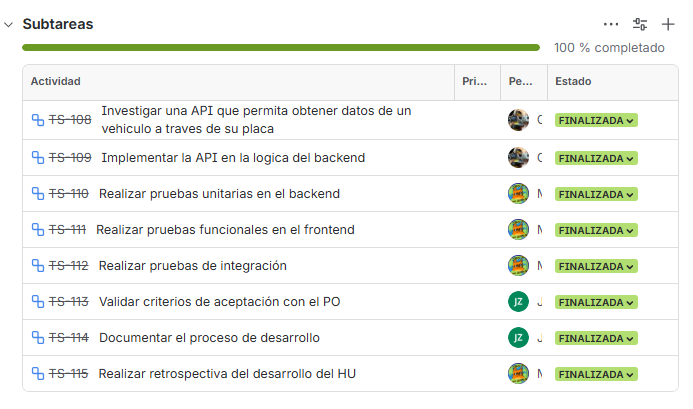 Subtareas
100 % completado
Actividad Pri... Pe... Estado
TS-108 Investigar una API que permita obtener datos de un
vehiculo a traves de su placa FINALIZADA
TS-109 Implementar la API en la logica del backend FINALIZADA
TS-110 Realizar pruebas unitarias en el backend FINALIZADA
TS-111 Realizar pruebas funcionales en el frontend FINALIZADA
TS-112 Realizar pruebas de integración FINALIZADA
TS-113 Validar criterios de aceptación con el PO JZ J FINALIZADA
TS-114 Documentar el proceso de desarrollo JZ J FINALIZADA
TS-115 Realizar retrospectiva del desarrollo del HU FINALIZADA